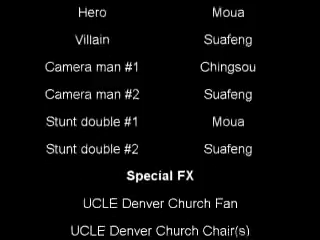 Hero Moua
Villain Suafeng
Camera man #1 Chingsou
Camera man #2 Suafeng
Stunt double #1 Moua
Stunt double #2 Suafeng
Special FX
UCLE Denver Church Fan
UCLE Denver Church Chair(s)